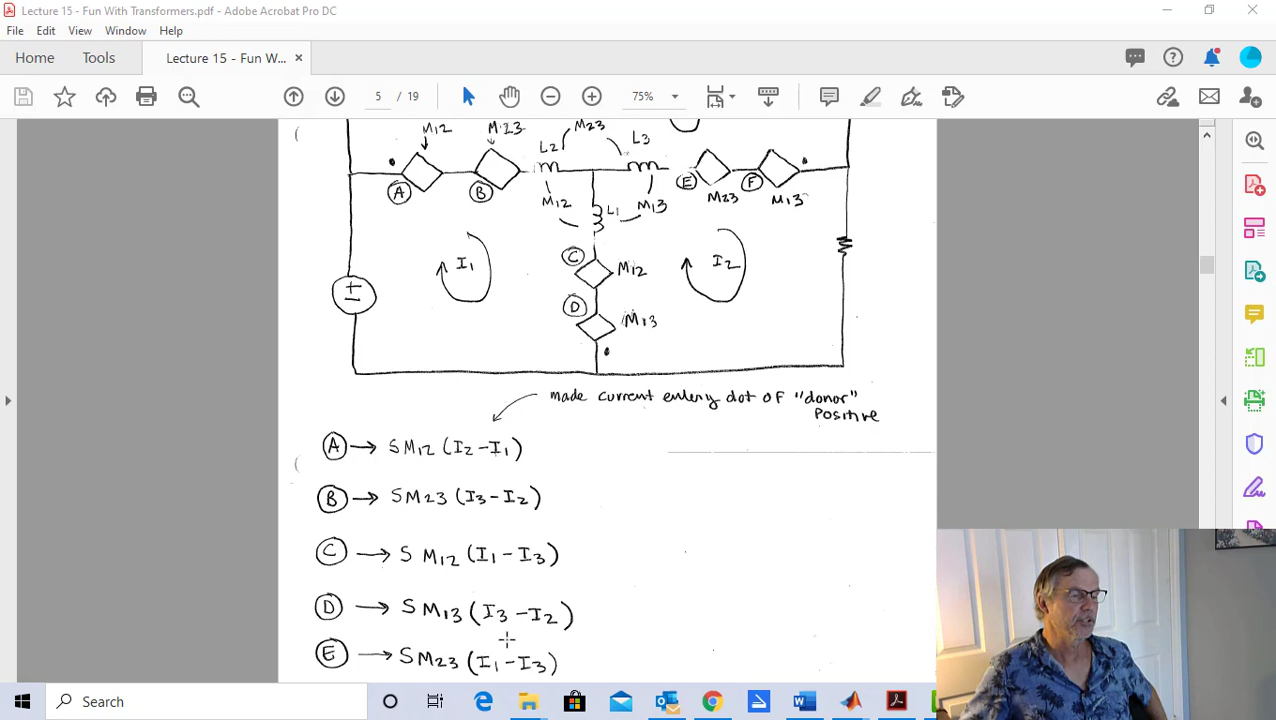 Lecture 15 - Fun With Transformers.pdf - Adobe Acrobat Pro DC
File Edit View Window Help
Home Tools Lecture 15 - Fun W... ×
5 / 19 75%
M12 M23 M23 L3
L2
A B E F
M12 L1 M13 M23 M13
I1 C M12 I2
D M13
made current entering dot of "donor"
Positive
A → SM12 (I2 - I1)
B → SM23 (I3 - I2)
C → S M12 (I1 - I3)
D → S M13 (I3 - I2)
E → SM23 (I1 - I3)
Search